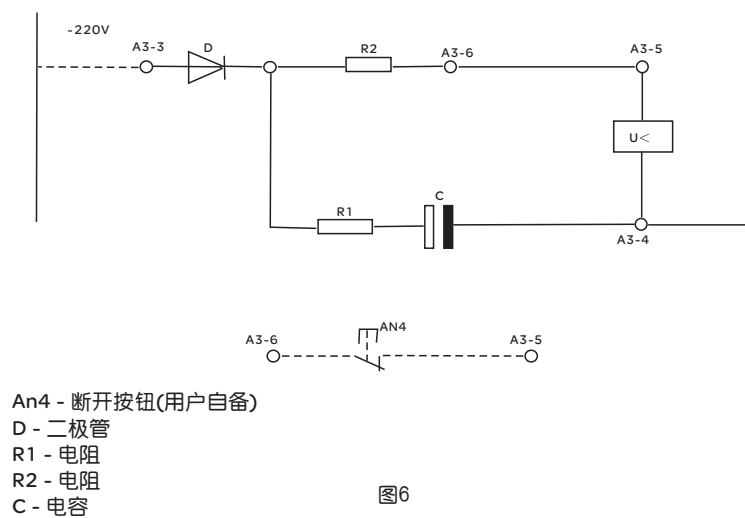 ~220V
A3-3
D
R2
A3-6
A3-5
U<
R1
C
A3-4
A3-6
AN4
A3-5
An4 - 断开按钮(用户自备)
D - 二极管
R1 - 电阻
R2 - 电阻
C - 电容
图6